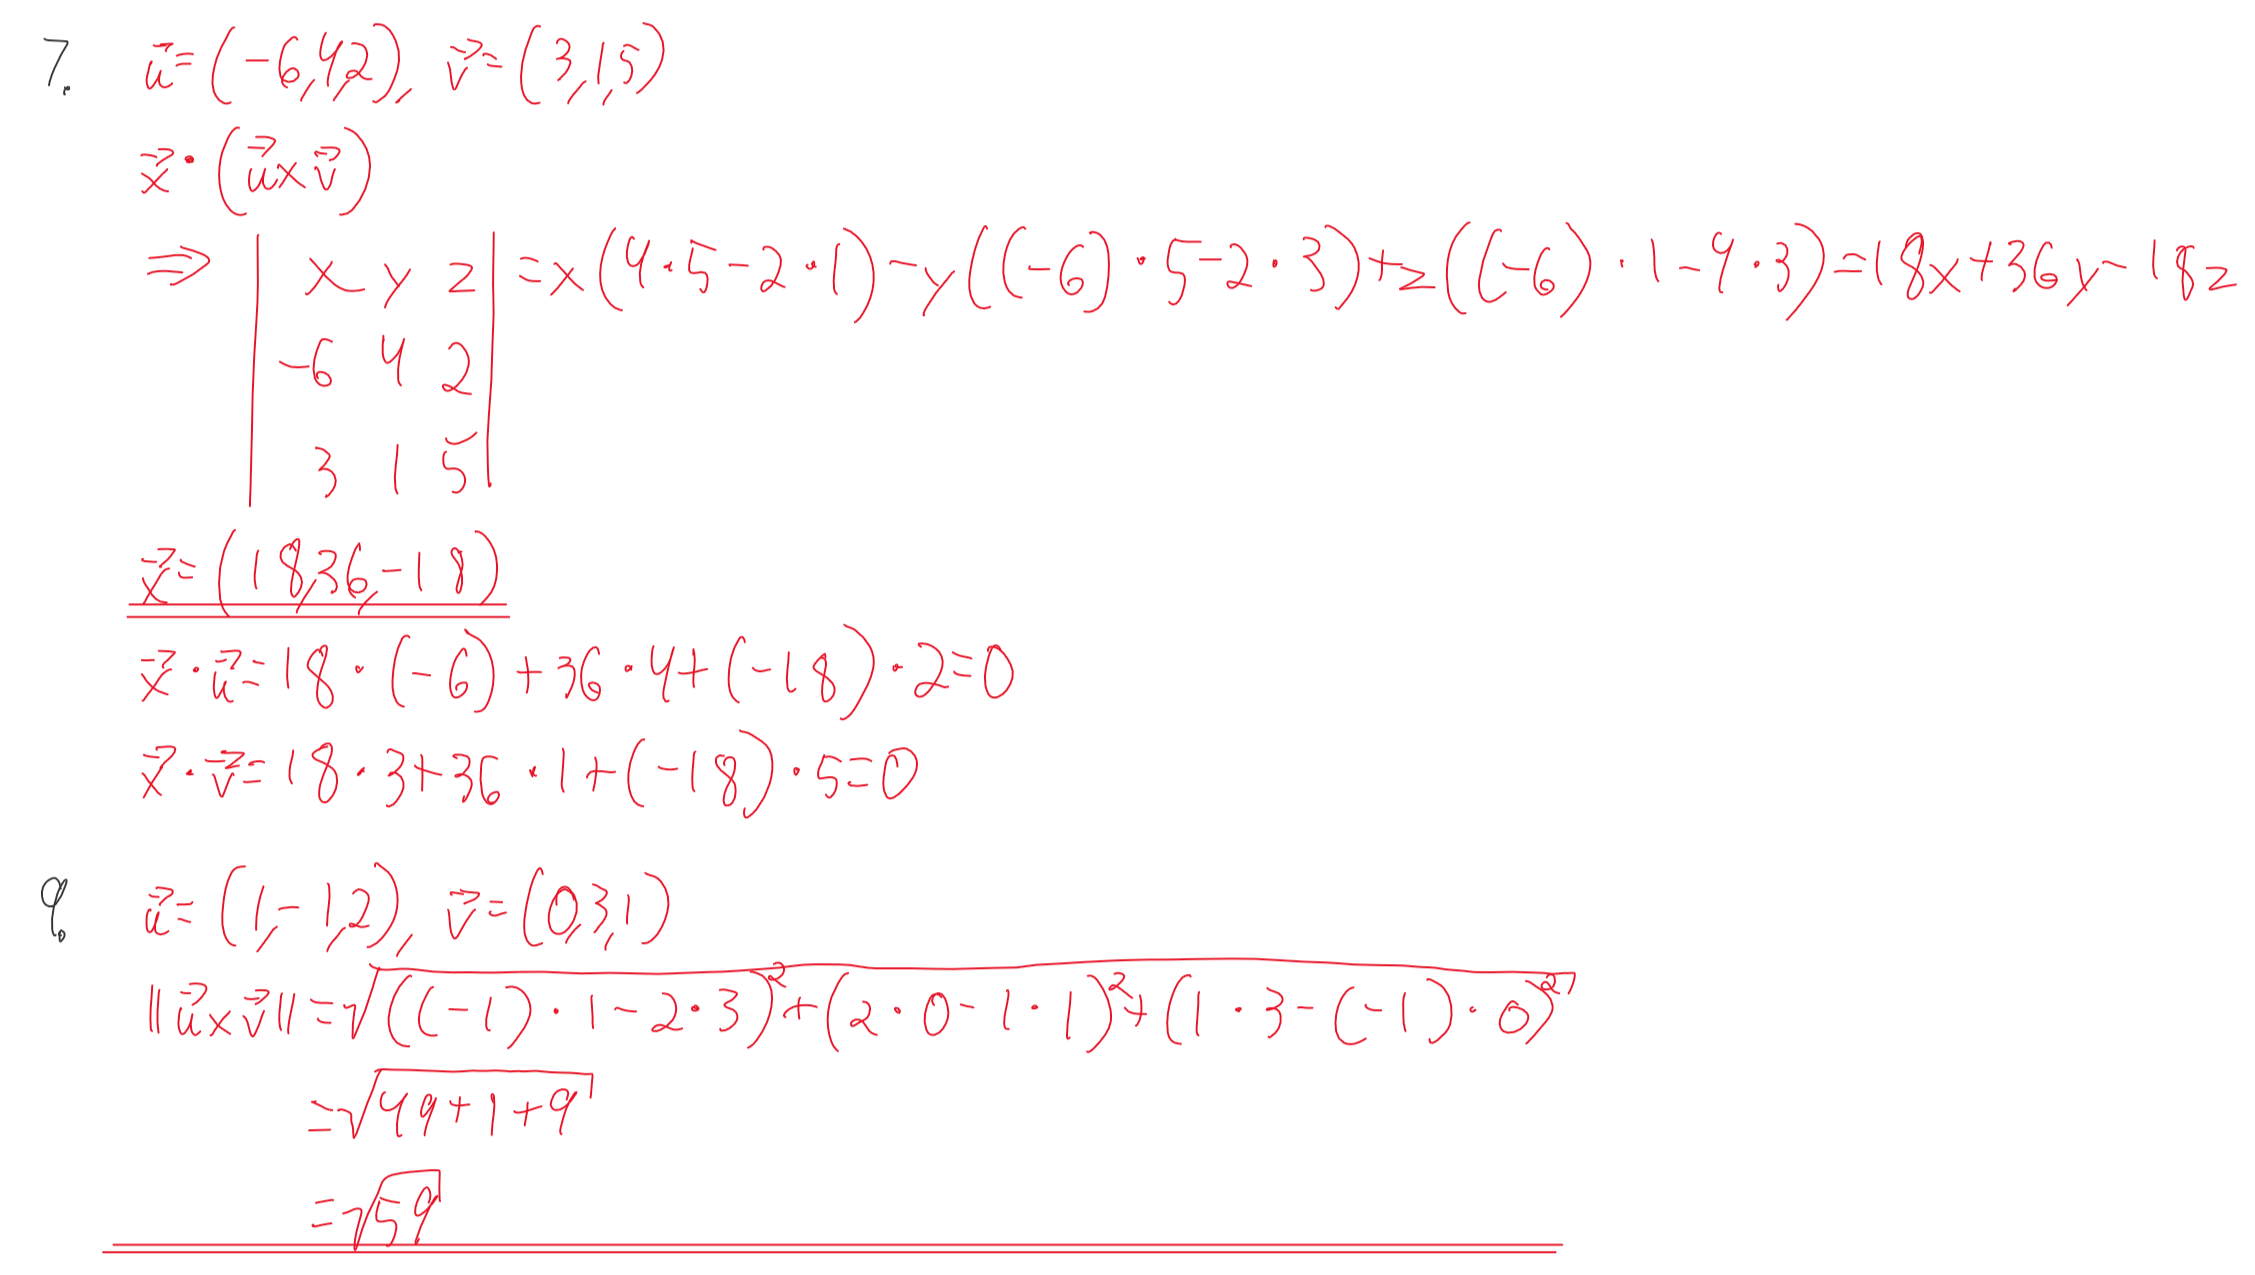 7. u⃗=(-6,4,2), v⃗=(3,1,5)
x⃗·(u⃗×v⃗)
⇒ | x y z | =x(4·5-2·1)-y((-6)·5-2·3)+z((-6)·1-4·3)=18x+36y-18z
-6 4 2
3 1 5
x⃗=(18,36,-18)
x⃗·u⃗=18·(-6)+36·4+(-18)·2=0
x⃗·v⃗=18·3+36·1+(-18)·5=0
9. u⃗=(1,-1,2), v⃗=(0,3,1)
||u⃗×v⃗||=√(((-1)·1-2·3)²+(2·0-1·1)²+(1·3-(-1)·0)²)
=√(49+1+9)
=√59